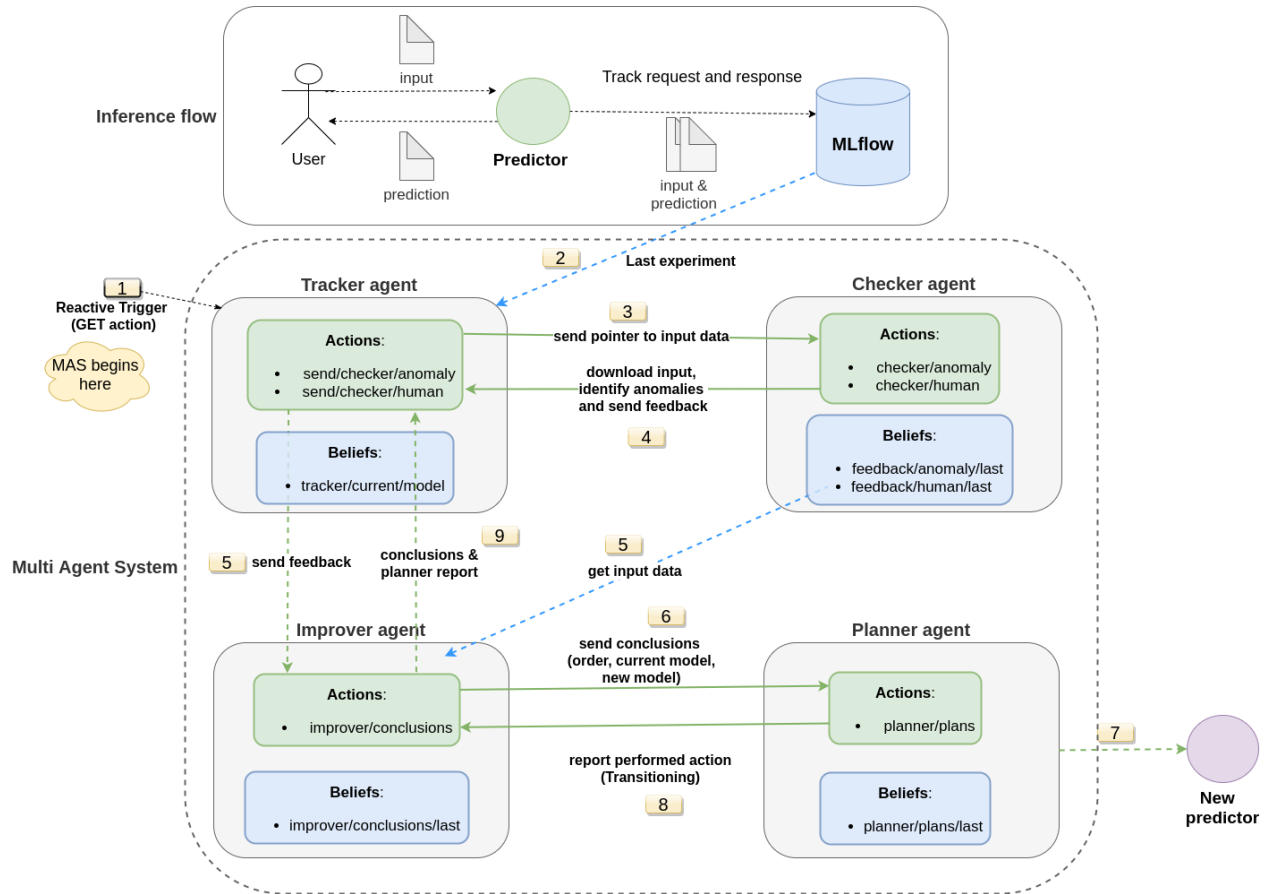 input
Track request and response
Inference flow
MLflow
User
Predictor
prediction
input &
prediction
2
Last experiment
1
Reactive Trigger
(GET action)
MAS begins
here
Tracker agent
Actions:
• send/checker/anomaly
• send/checker/human
Beliefs:
• tracker/current/model
3
send pointer to input data
download input,
identify anomalies
and send feedback
4
Checker agent
Actions:
• checker/anomaly
• checker/human
Beliefs:
• feedback/anomaly/last
• feedback/human/last
Multi Agent System
5
send feedback
9
conclusions &
planner report
5
get input data
Improver agent
Actions:
• improver/conclusions
Beliefs:
• improver/conclusions/last
6
send conclusions
(order, current model,
new model)
report performed action
(Transitioning)
8
Planner agent
Actions:
• planner/plans
Beliefs:
• planner/plans/last
7
New
predictor